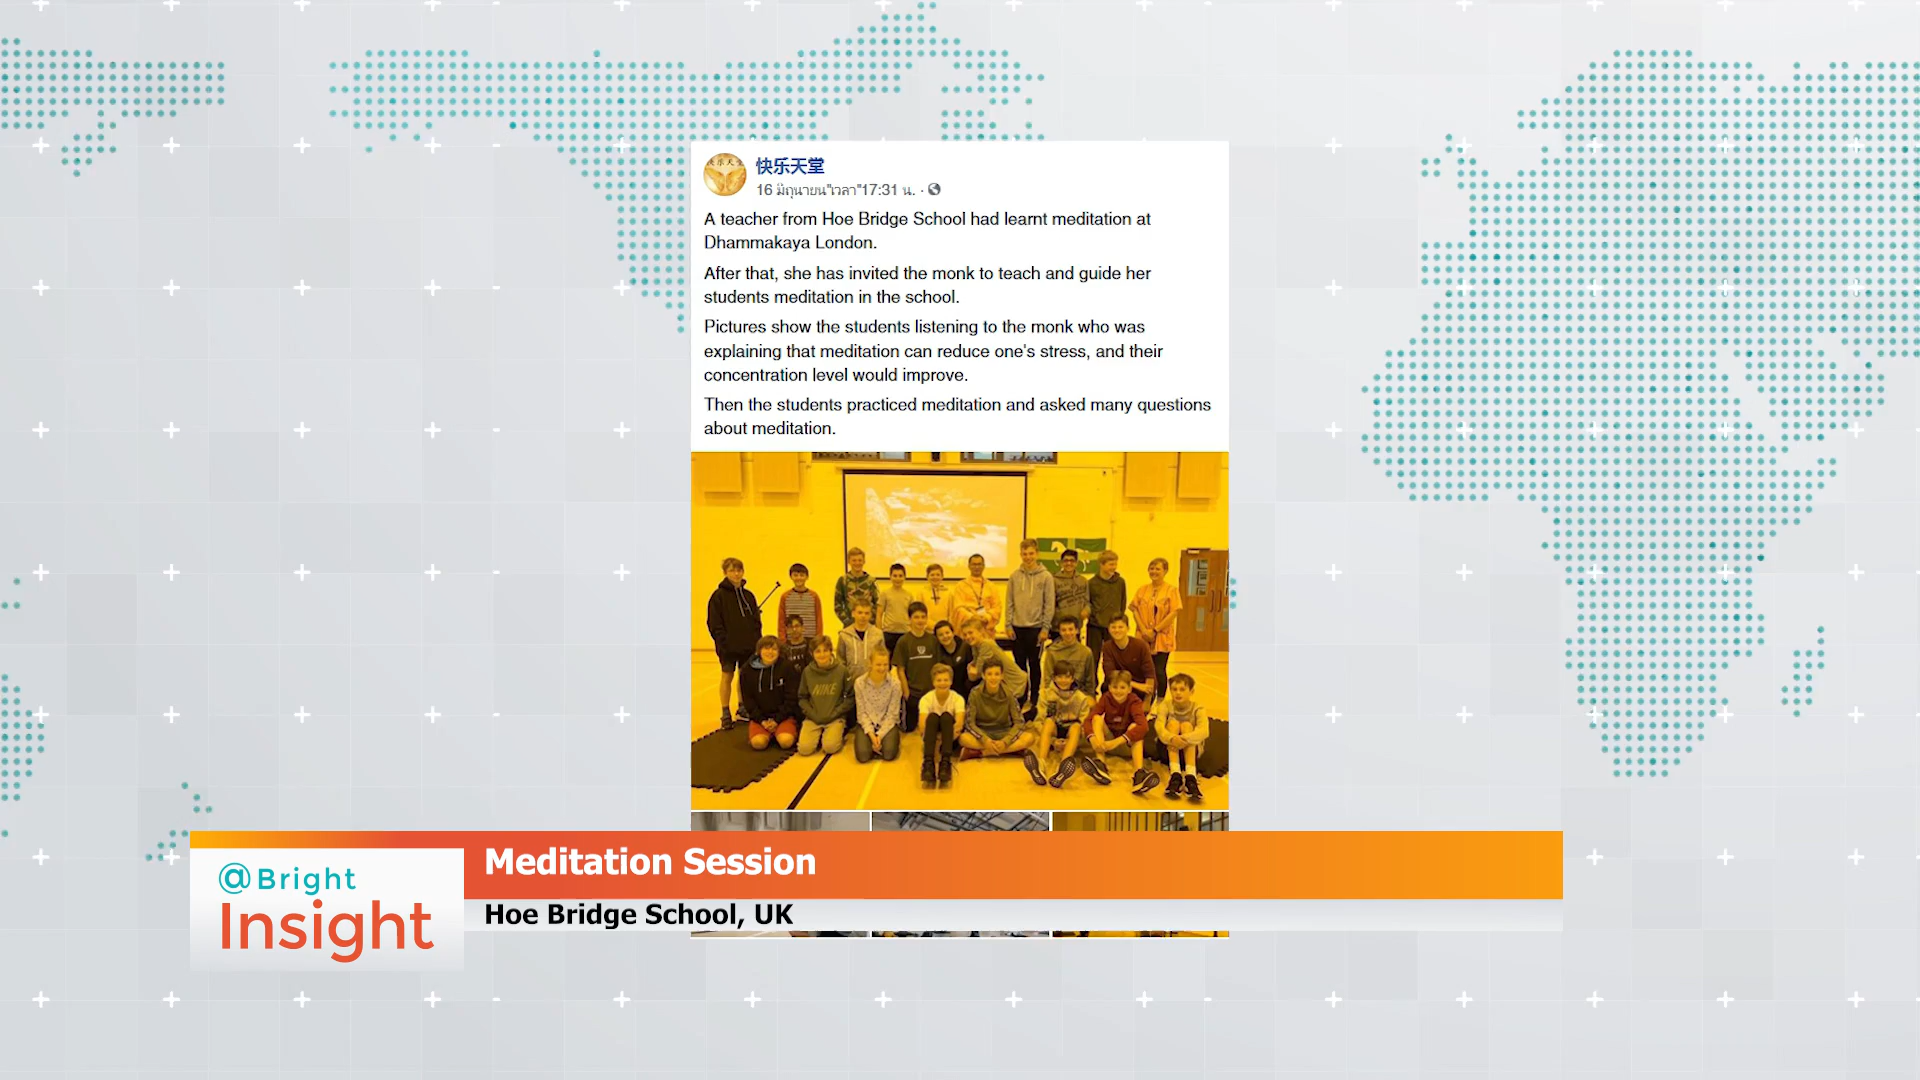 快乐天堂
快乐天堂
16 มิถุนายน"เวลา"17:31 น. ·
A teacher from Hoe Bridge School had learnt meditation at
Dhammakaya London.
After that, she has invited the monk to teach and guide her
students meditation in the school.
Pictures show the students listening to the monk who was
explaining that meditation can reduce one's stress, and their
concentration level would improve.
Then the students practiced meditation and asked many questions
about meditation.
NIKE
@Bright
Insight
Meditation Session
Hoe Bridge School, UK